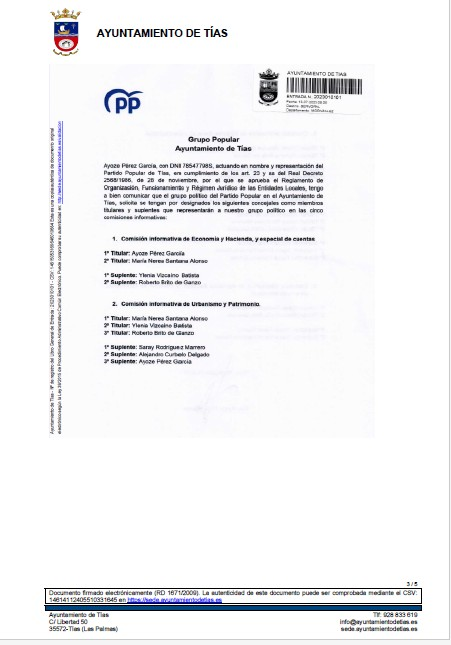 AYUNTAMIENTO DE TÍAS
PP
AYUNTAMIENTO DE TIAS
Grupo Popular
Ayuntamiento de Tías
Ayoze Pérez García, con DNI 78547798S, actuando en nombre y representación del
Partido Popular de Tías, en cumplimiento de los art. 23 y ss del Real Decreto
2568/1986, de 28 de noviembre, por el que se aprueba el Reglamento de
Organización, Funcionamiento y Régimen Jurídico de las Entidades Locales, tengo
a bien comunicar que el grupo político del Partido Popular en el Ayuntamiento de
Tías, solicita se tengan por designados los siguientes concejales como miembros
titulares y suplentes que representarán a nuestro grupo político en las cinco
comisiones informativas:
1. Comisión informativa de Economía y Hacienda, y especial de cuentas
1º Titular: Ayoze Pérez García
2º Titular: María Nerea Santana Alonso
1º Suplente: Ylenia Vizcaíno Batista
2º Suplente: Roberto Brito de Ganzo
2. Comisión informativa de Urbanismo y Patrimonio.
1º Titular: María Nerea Santana Alonso
2º Titular: Ylenia Vizcaíno Batista
3º Titular: Roberto Brito de Ganzo
1º Suplente: Saray Rodríguez Marrero
2º Suplente: Alejandro Curbelo Delgado
3º Suplente: Ayoze Pérez García
3 / 5
Documento firmado electrónicamente (RD 1671/2009). La autenticidad de este documento puede ser comprobada mediante el CSV:
14614112405510331645 en https://sede.ayuntamientodetias.es
Ayuntamiento de Tías
C/ Libertad 50
35572-Tías (Las Palmas)
Tlf: 928 833 619
info@ayuntamientodetias.es
sede.ayuntamientodetias.es